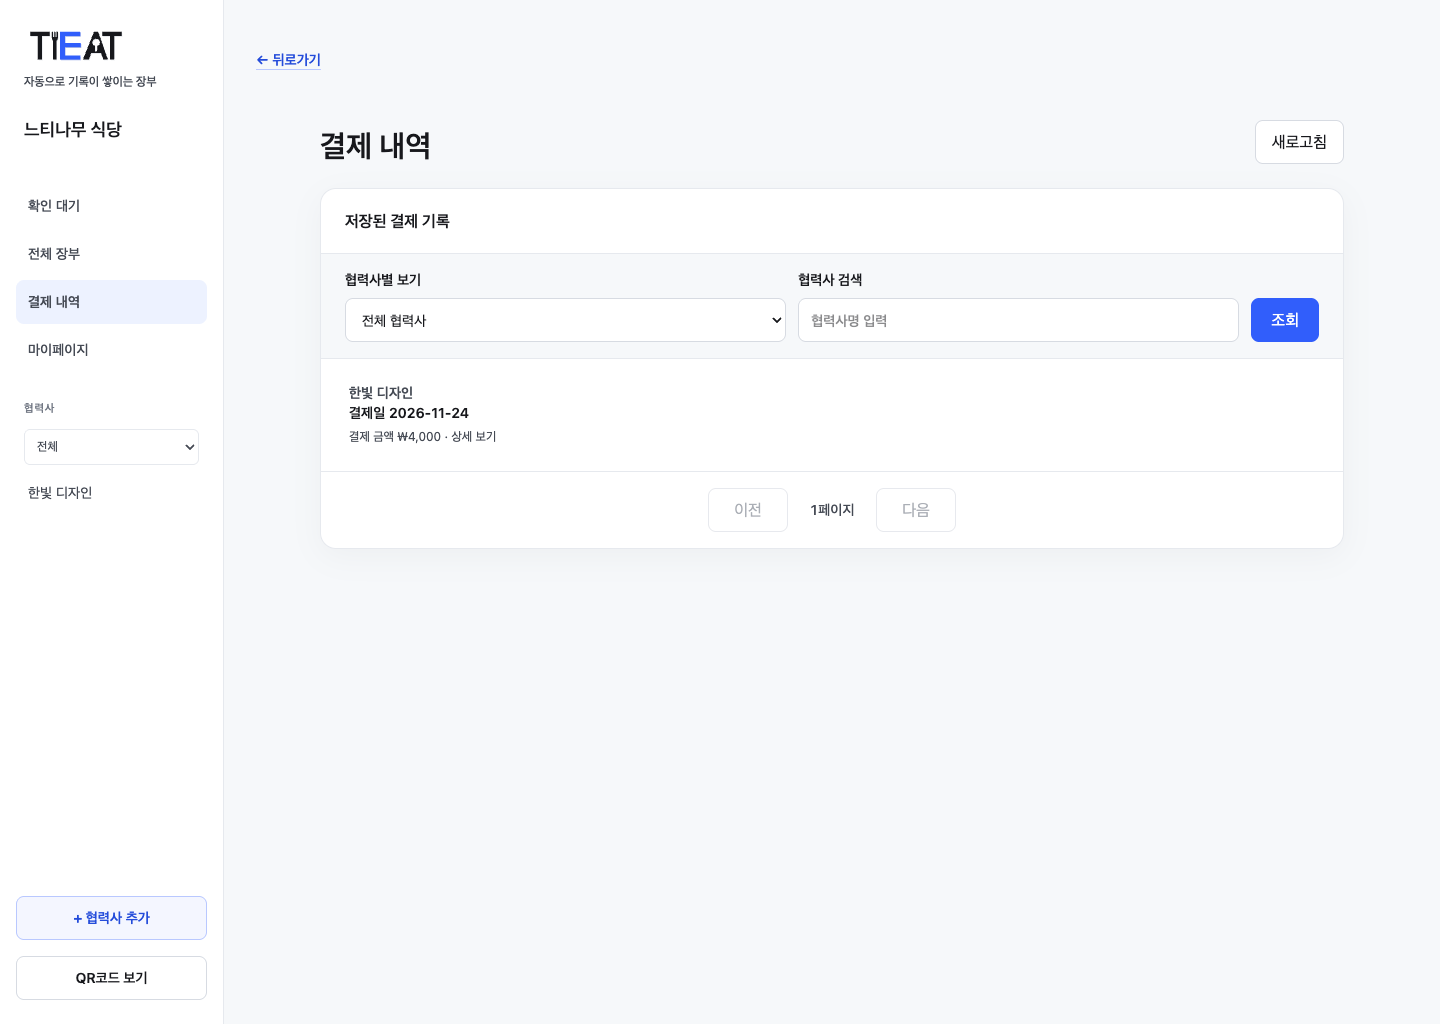 TIEAT
자동으로 기록이 쌓이는 장부
느티나무 식당
확인 대기
전체 장부
결제 내역
마이페이지
협력사
전체
한빛 디자인
+ 협력사 추가
QR코드 보기
← 뒤로가기
결제 내역
새로고침
저장된 결제 기록
협력사별 보기
전체 협력사
협력사 검색
협력사명 입력
조회
한빛 디자인
결제일 2026-11-24
결제 금액 ₩4,000 · 상세 보기
이전
1페이지
다음